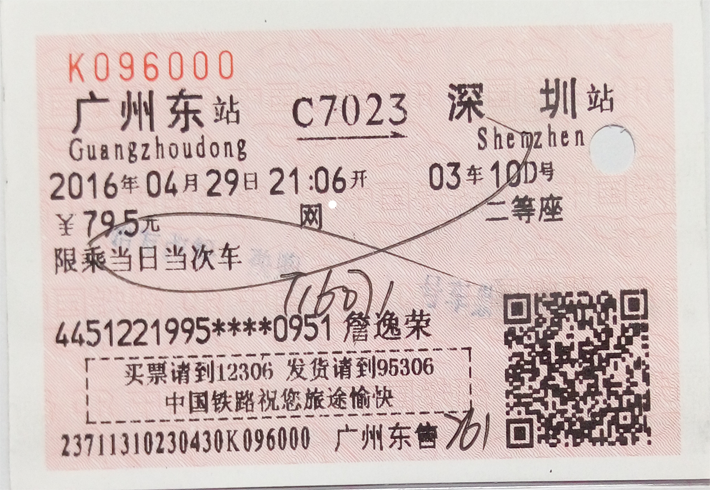 K096000
广州东站 C7023 深圳站
Guangzhoudong Shenzhen
2016年04月29日 21:06开 03车10D号
￥79.5元 网 二等座
限乘当日当次车
4451221995****0951 詹逸荣
买票请到12306 发货请到95306
中国铁路祝您旅途愉快
23711310230430K096000 广州东售